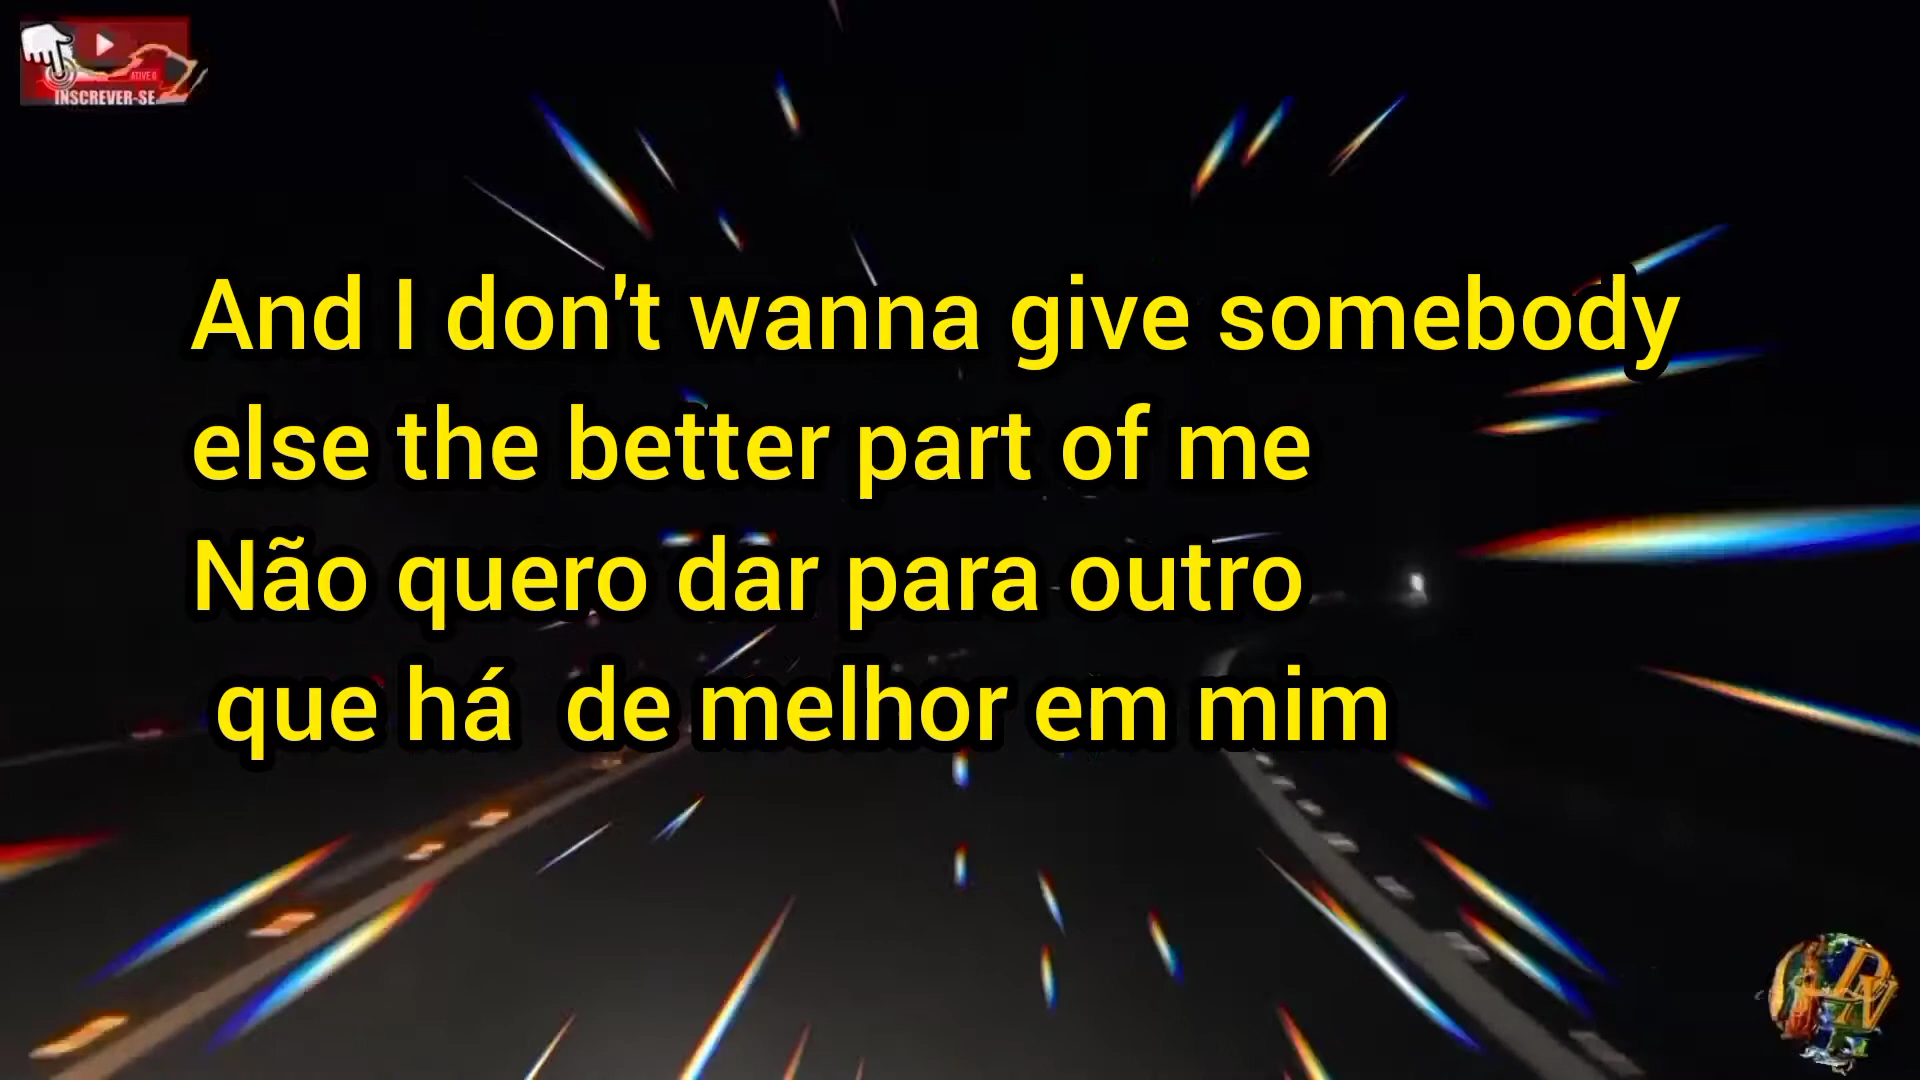 ATIVE O
INSCREVER-SE
And I don't wanna give somebody
else the better part of me
Não quero dar para outro
que há  de melhor em mim